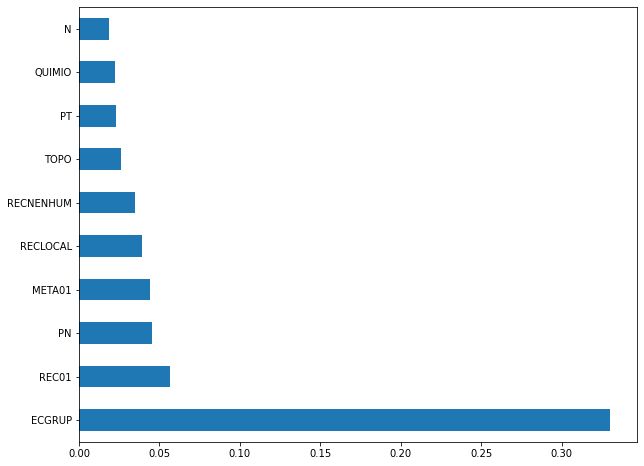 N
QUIMIO
PT
TOPO
RECNENHUM
RECLOCAL
META01
PN
REC01
ECGRUP
0.00 0.05 0.10 0.15 0.20 0.25 0.30